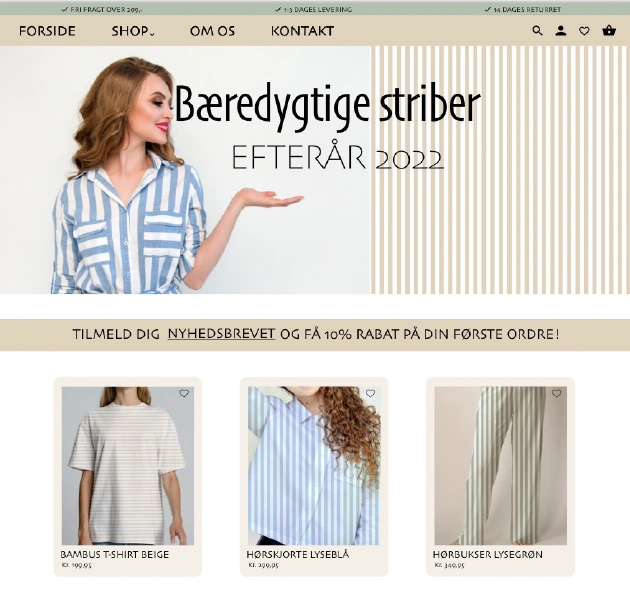 ✓ FRI FRAGT OVER 299,-
✓ 1-3 DAGES LEVERING
✓ 14 DAGES RETURRET
FORSIDE SHOP OM OS KONTAKT
Bæredygtige striber
EFTERÅR 2022
TILMELD DIG NYHEDSBREVET OG FÅ 10% RABAT PÅ DIN FØRSTE ORDRE!
BAMBUS T-SHIRT BEIGE
Kr. 199,95
HØRSKJORTE LYSEBLÅ
Kr. 299,95
HØRBUKSER LYSEGRØN
Kr. 349,95